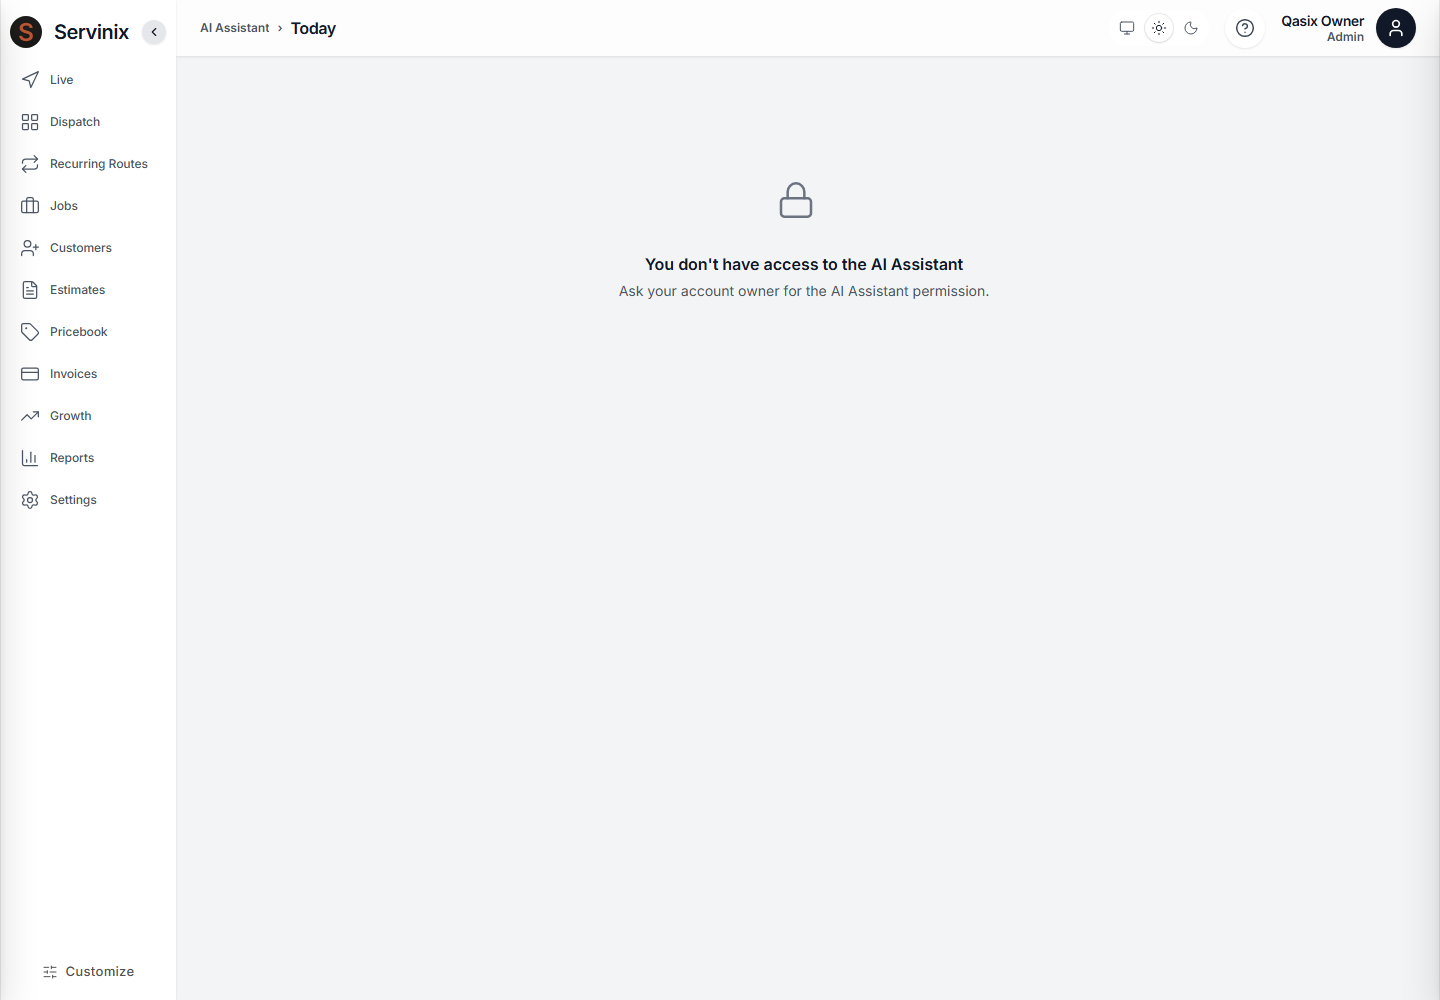 S
Servinix
Live
Dispatch
Recurring Routes
Jobs
Customers
Estimates
Pricebook
Invoices
Growth
Reports
Settings
Customize
AI Assistant › Today
Qasix Owner
Admin
You don't have access to the AI Assistant
Ask your account owner for the AI Assistant permission.